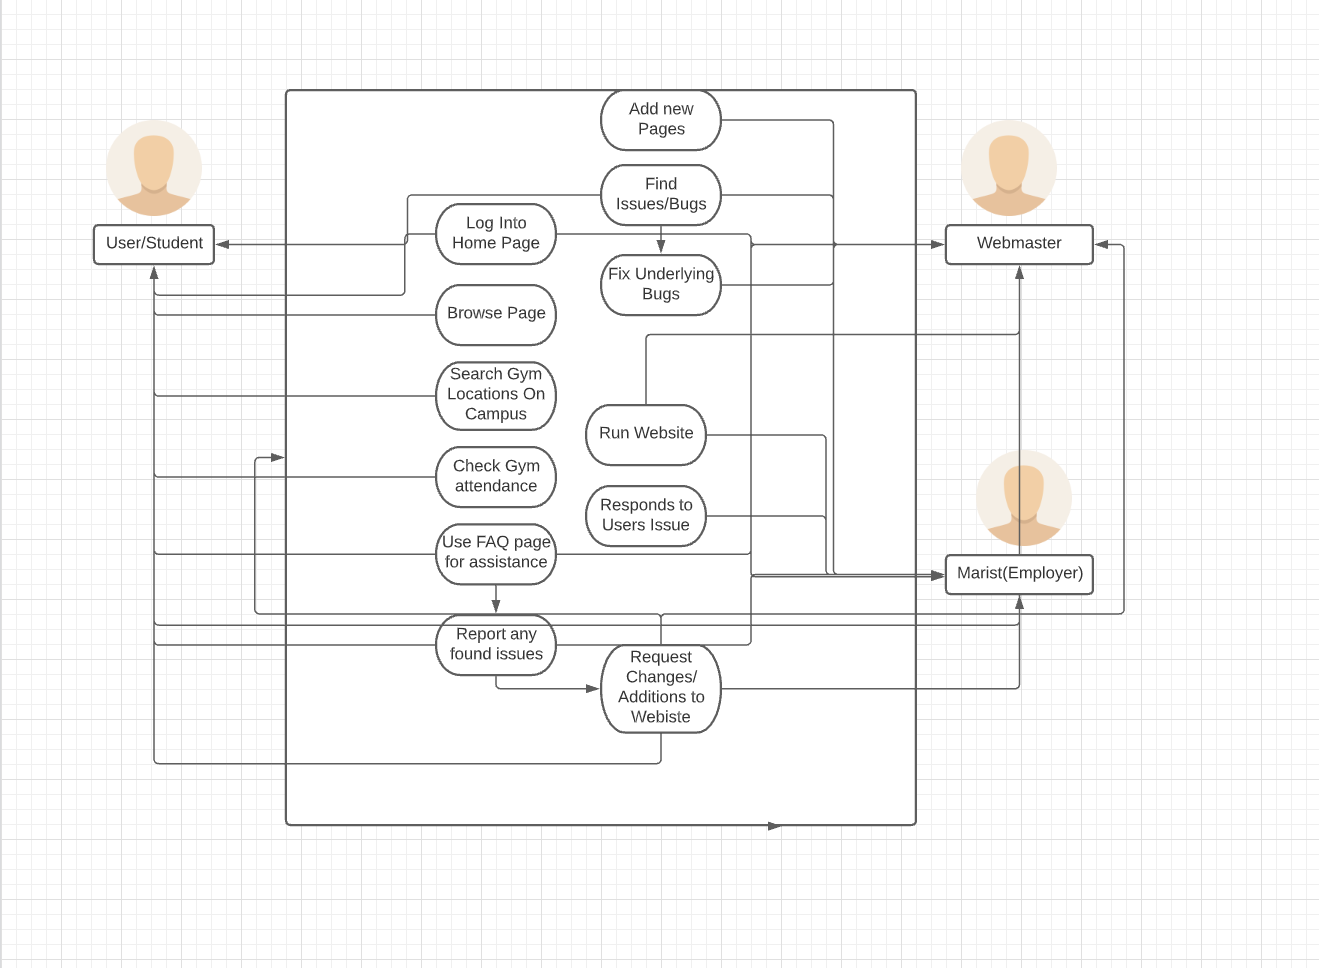 Add new
Pages
Find
Issues/Bugs
Log Into
Home Page
User/Student
Webmaster
Fix Underlying
Bugs
Browse Page
Search Gym
Locations On
Campus
Run Website
Check Gym
attendance
Responds to
Users Issue
Use FAQ page
for assistance
Marist(Employer)
Report any
found issues
Request
Changes/
Additions to
Webiste